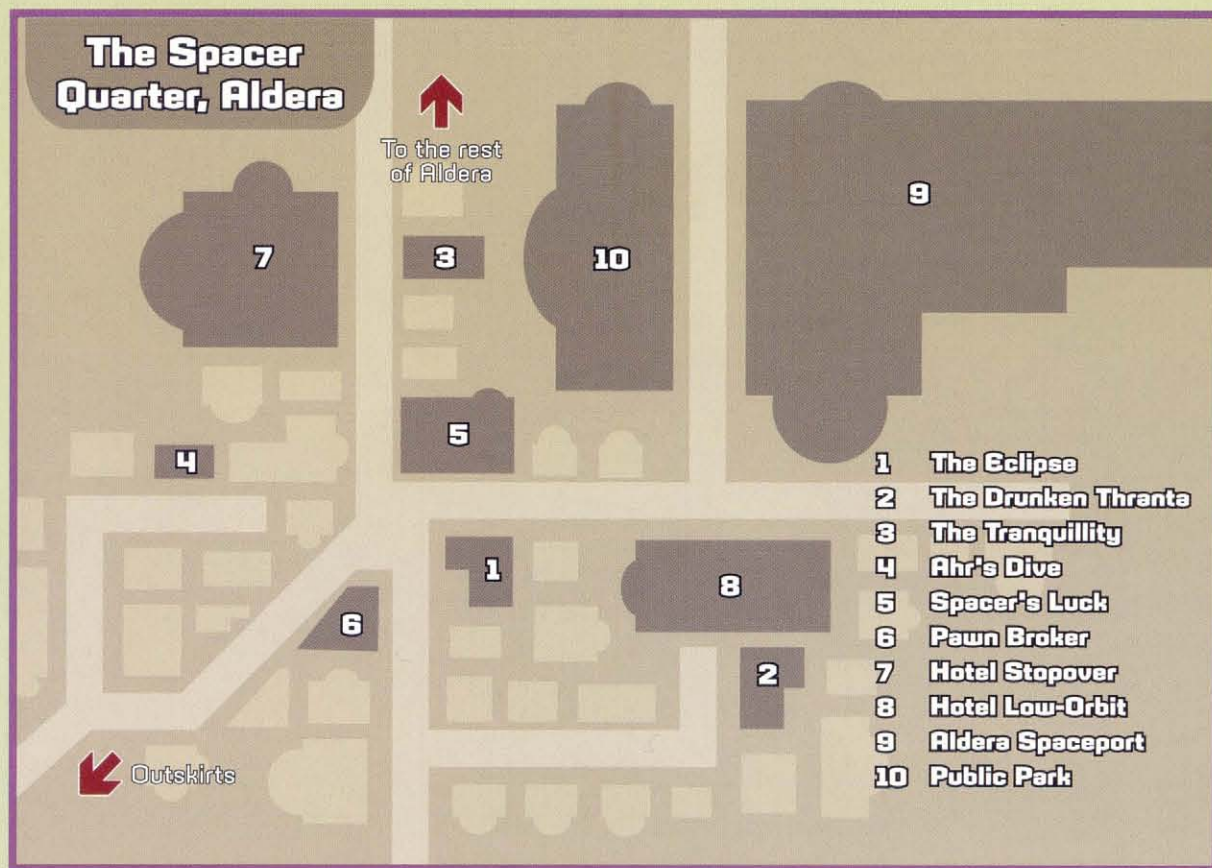 The Spacer
Quarter, Aldera
To the rest
of Aldera
7
3
10
9
5
4
1
8
6
2
1 The Eclipse
2 The Drunken Thranta
3 The Tranquillity
4 Ahr's Dive
5 Spacer's Luck
6 Pawn Broker
7 Hotel Stopover
8 Hotel Low-Orbit
9 Aldera Spaceport
10 Public Park
Outskirts